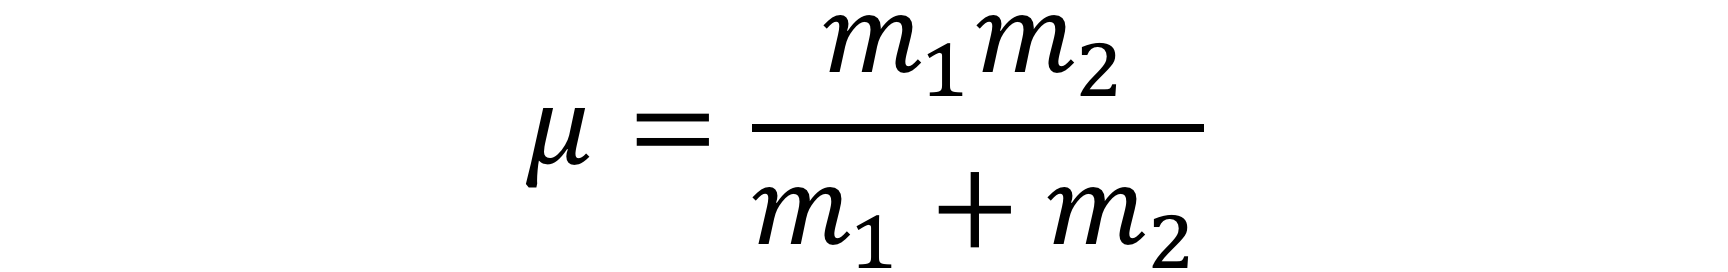 μ = m₁m₂ / (m₁ + m₂)